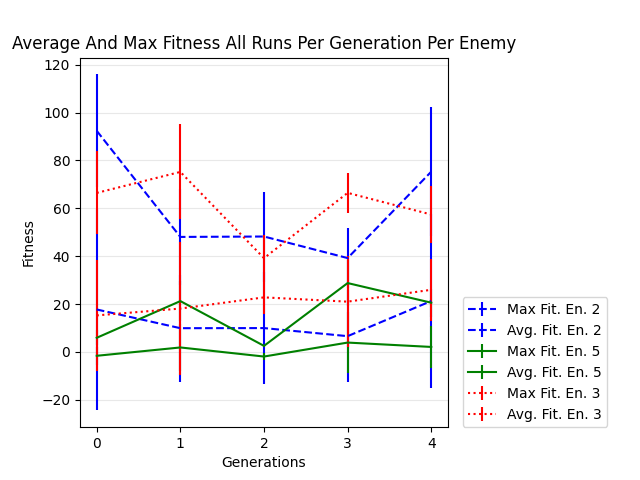 Average And Max Fitness All Runs Per Generation Per Enemy
120
100
80
60
40
20
0
−20
Fitness
0 1 2 3 4
Generations
Max Fit. En. 2
Avg. Fit. En. 2
Max Fit. En. 5
Avg. Fit. En. 5
Max Fit. En. 3
Avg. Fit. En. 3